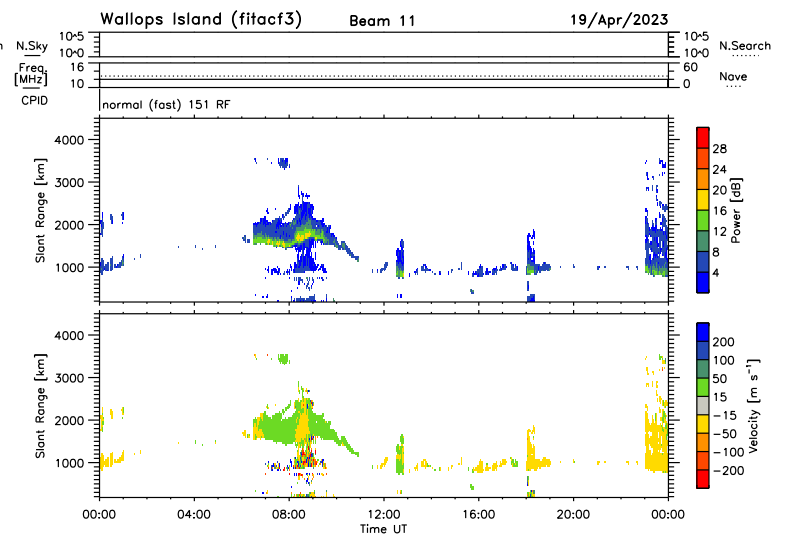 Wallops Island (fitacf3) Beam 11 19/Apr/2023
n N.Sky 10^5 10^5 N.Search
10^0 10^0
Freq. 16 60 Nave
[MHz] 10 0
CPID normal (fast) 151 RF
Slant Range [km]
4000
3000
2000
1000
Power [dB]
28
24
20
16
12
8
4
Slant Range [km]
4000
3000
2000
1000
Velocity [m s⁻¹]
200
100
50
15
-15
-50
-100
-200
00:00 04:00 08:00 12:00 16:00 20:00 00:00
Time UT